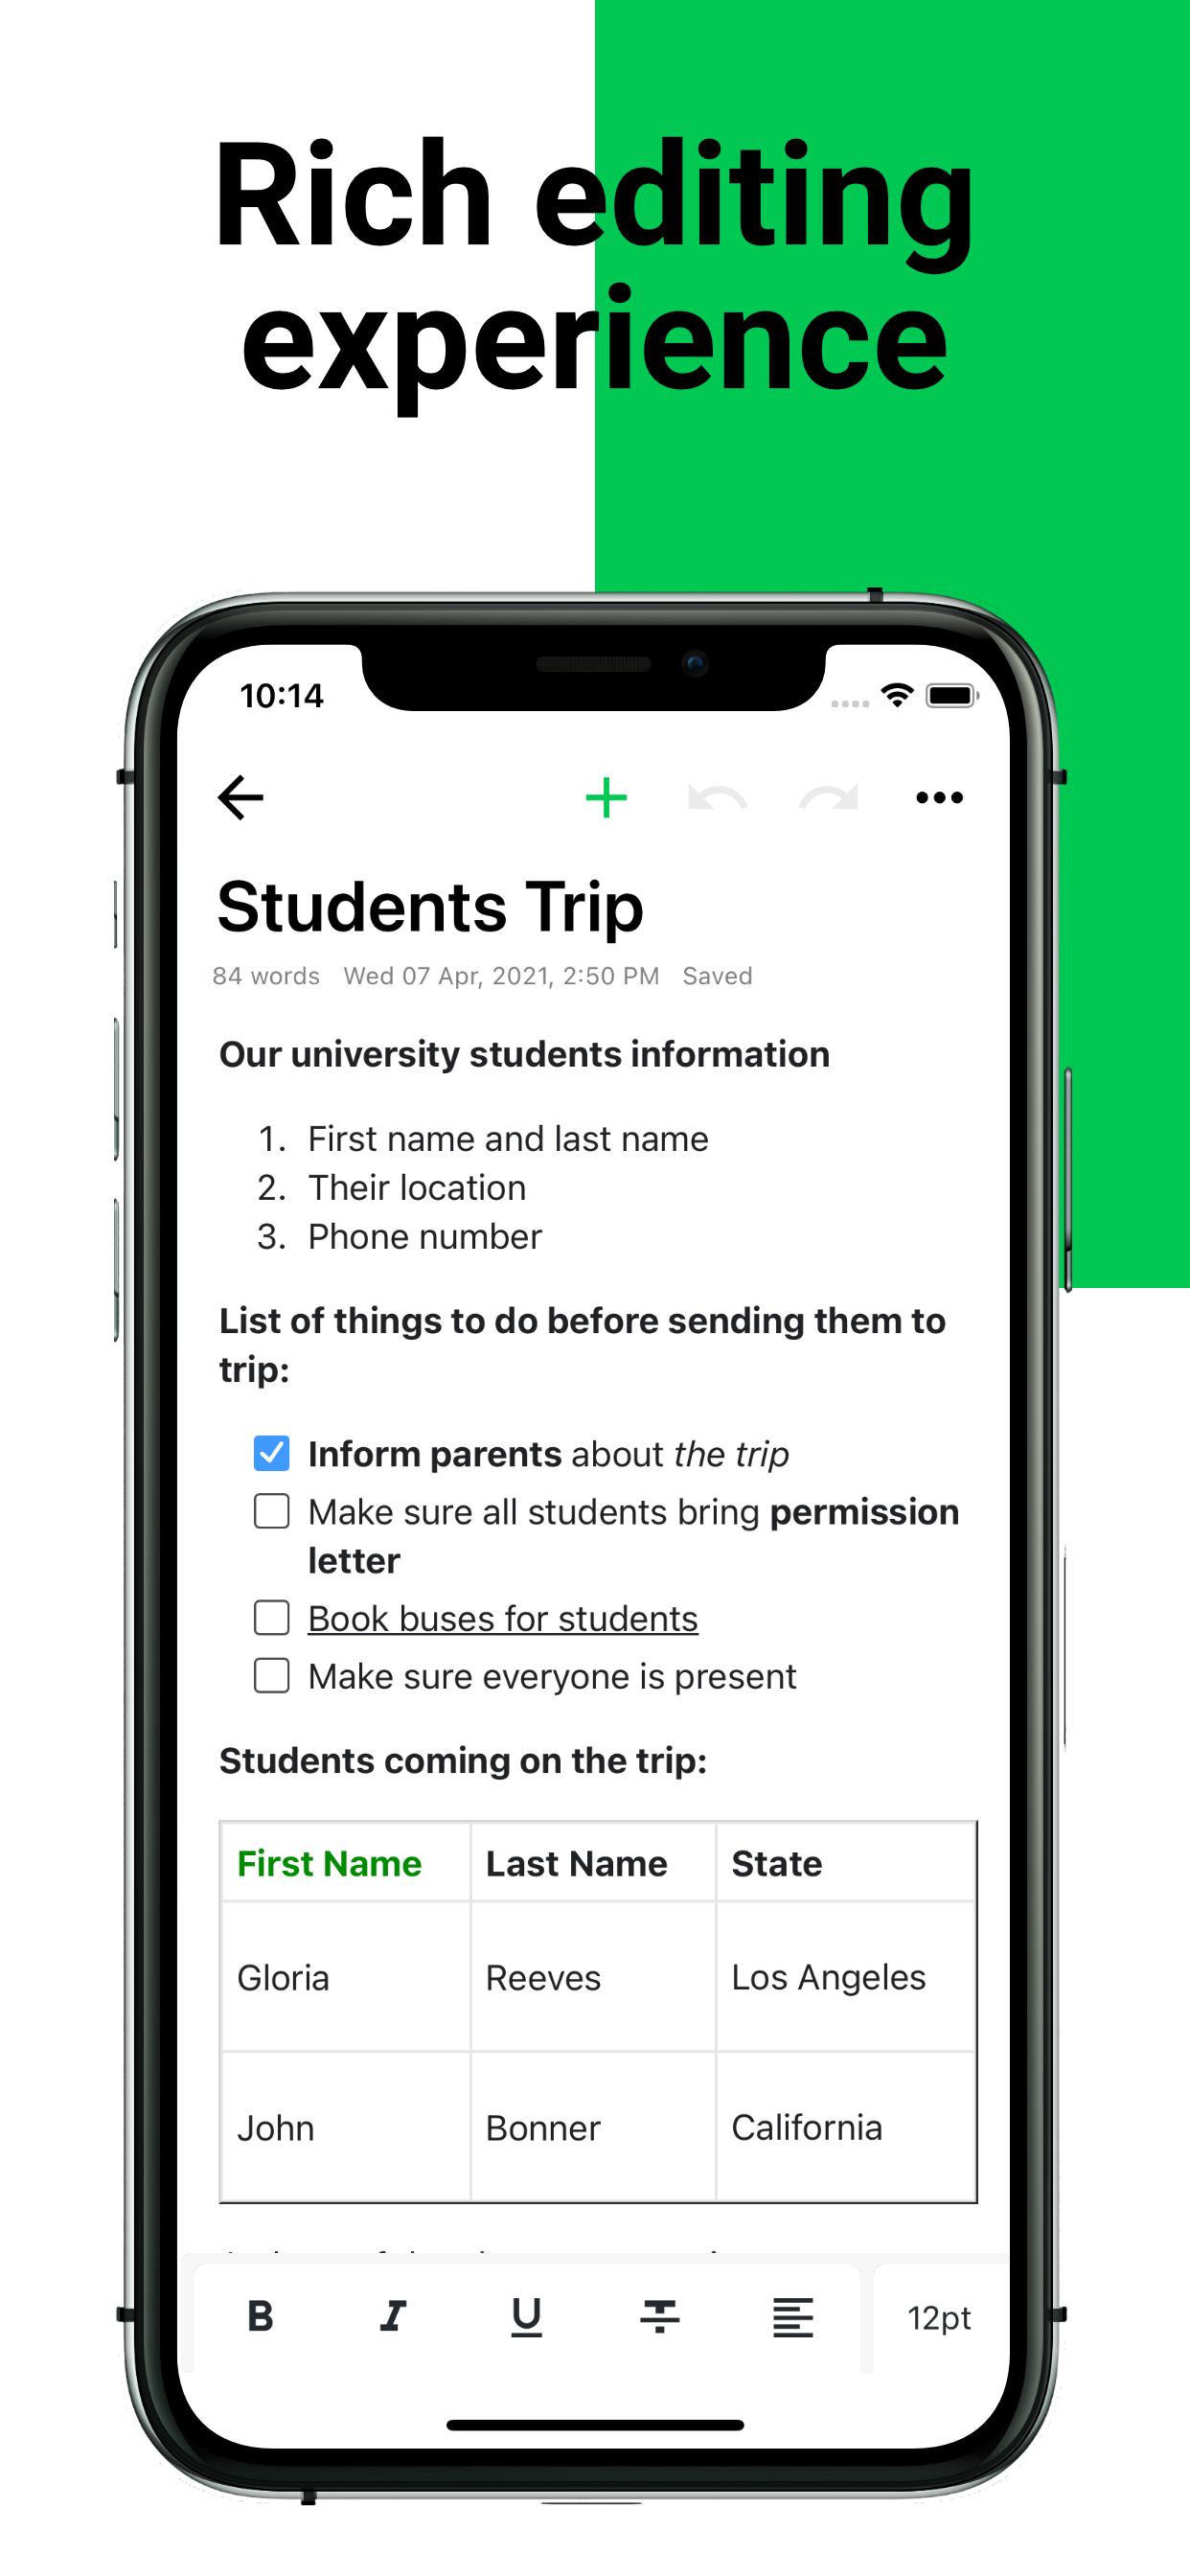 Rich editing
experience
10:14
Students Trip
84 words Wed 07 Apr, 2021, 2:50 PM Saved
Our university students information
1. First name and last name
2. Their location
3. Phone number
List of things to do before sending them to
trip:
Inform parents about the trip
Make sure all students bring permission
letter
Book buses for students
Make sure everyone is present
Students coming on the trip:
First Name Last Name State
Gloria Reeves Los Angeles
John Bonner California
B I U 12pt